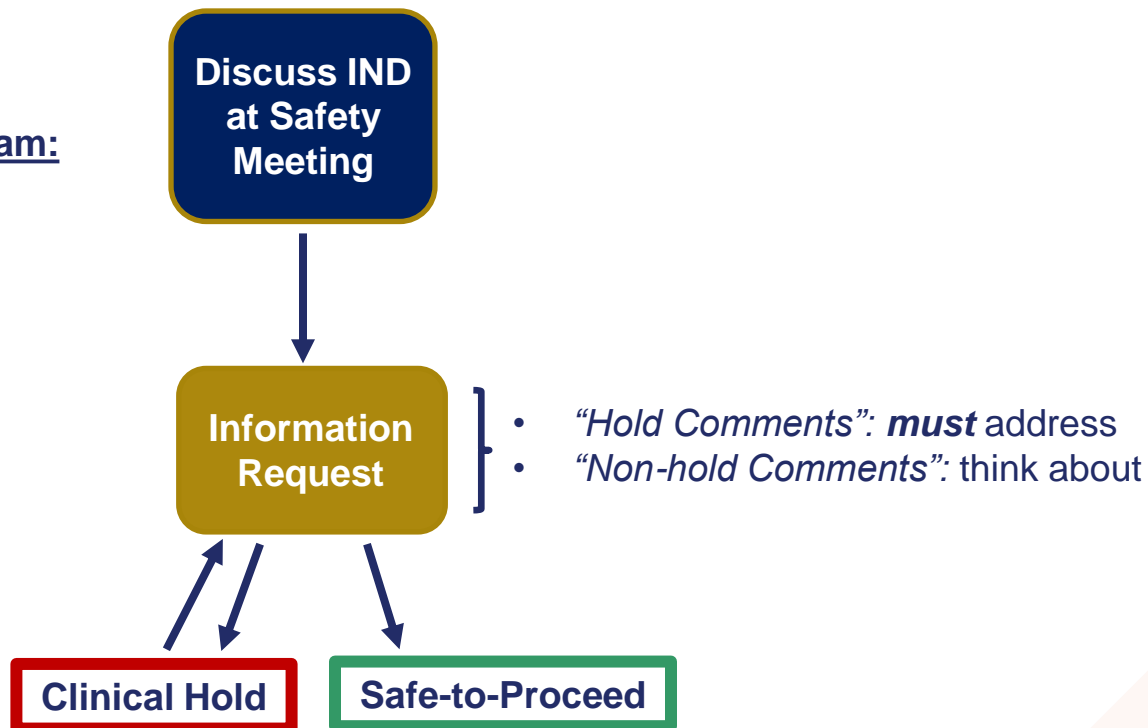 Discuss IND
at Safety
Meeting
am:
Information
Request
• “Hold Comments”: must address
• “Non-hold Comments”: think about
Clinical Hold
Safe-to-Proceed